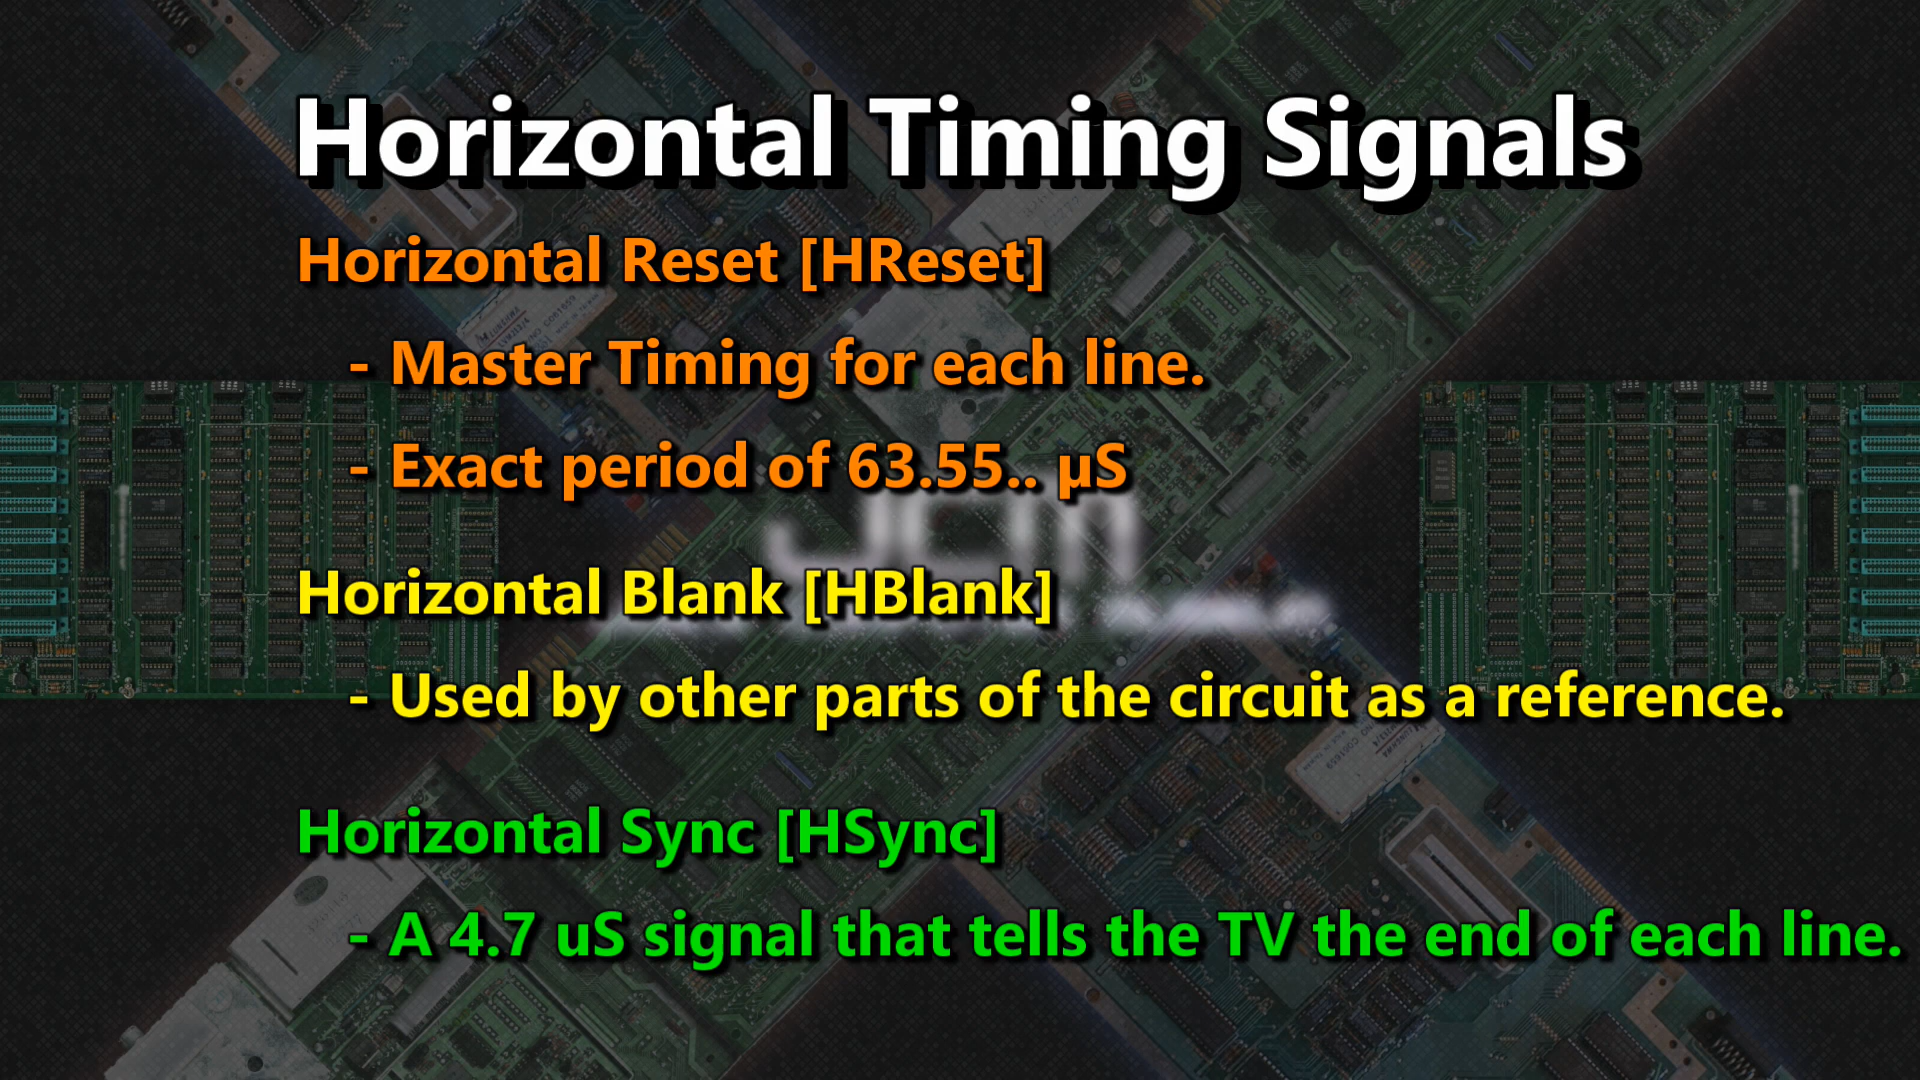 Horizontal Timing Signals
Horizontal Reset [HReset]
- Master Timing for each line.
- Exact period of 63.55.. µS
Horizontal Blank [HBlank]
- Used by other parts of the circuit as a reference.
Horizontal Sync [HSync]
- A 4.7 uS signal that tells the TV the end of each line.